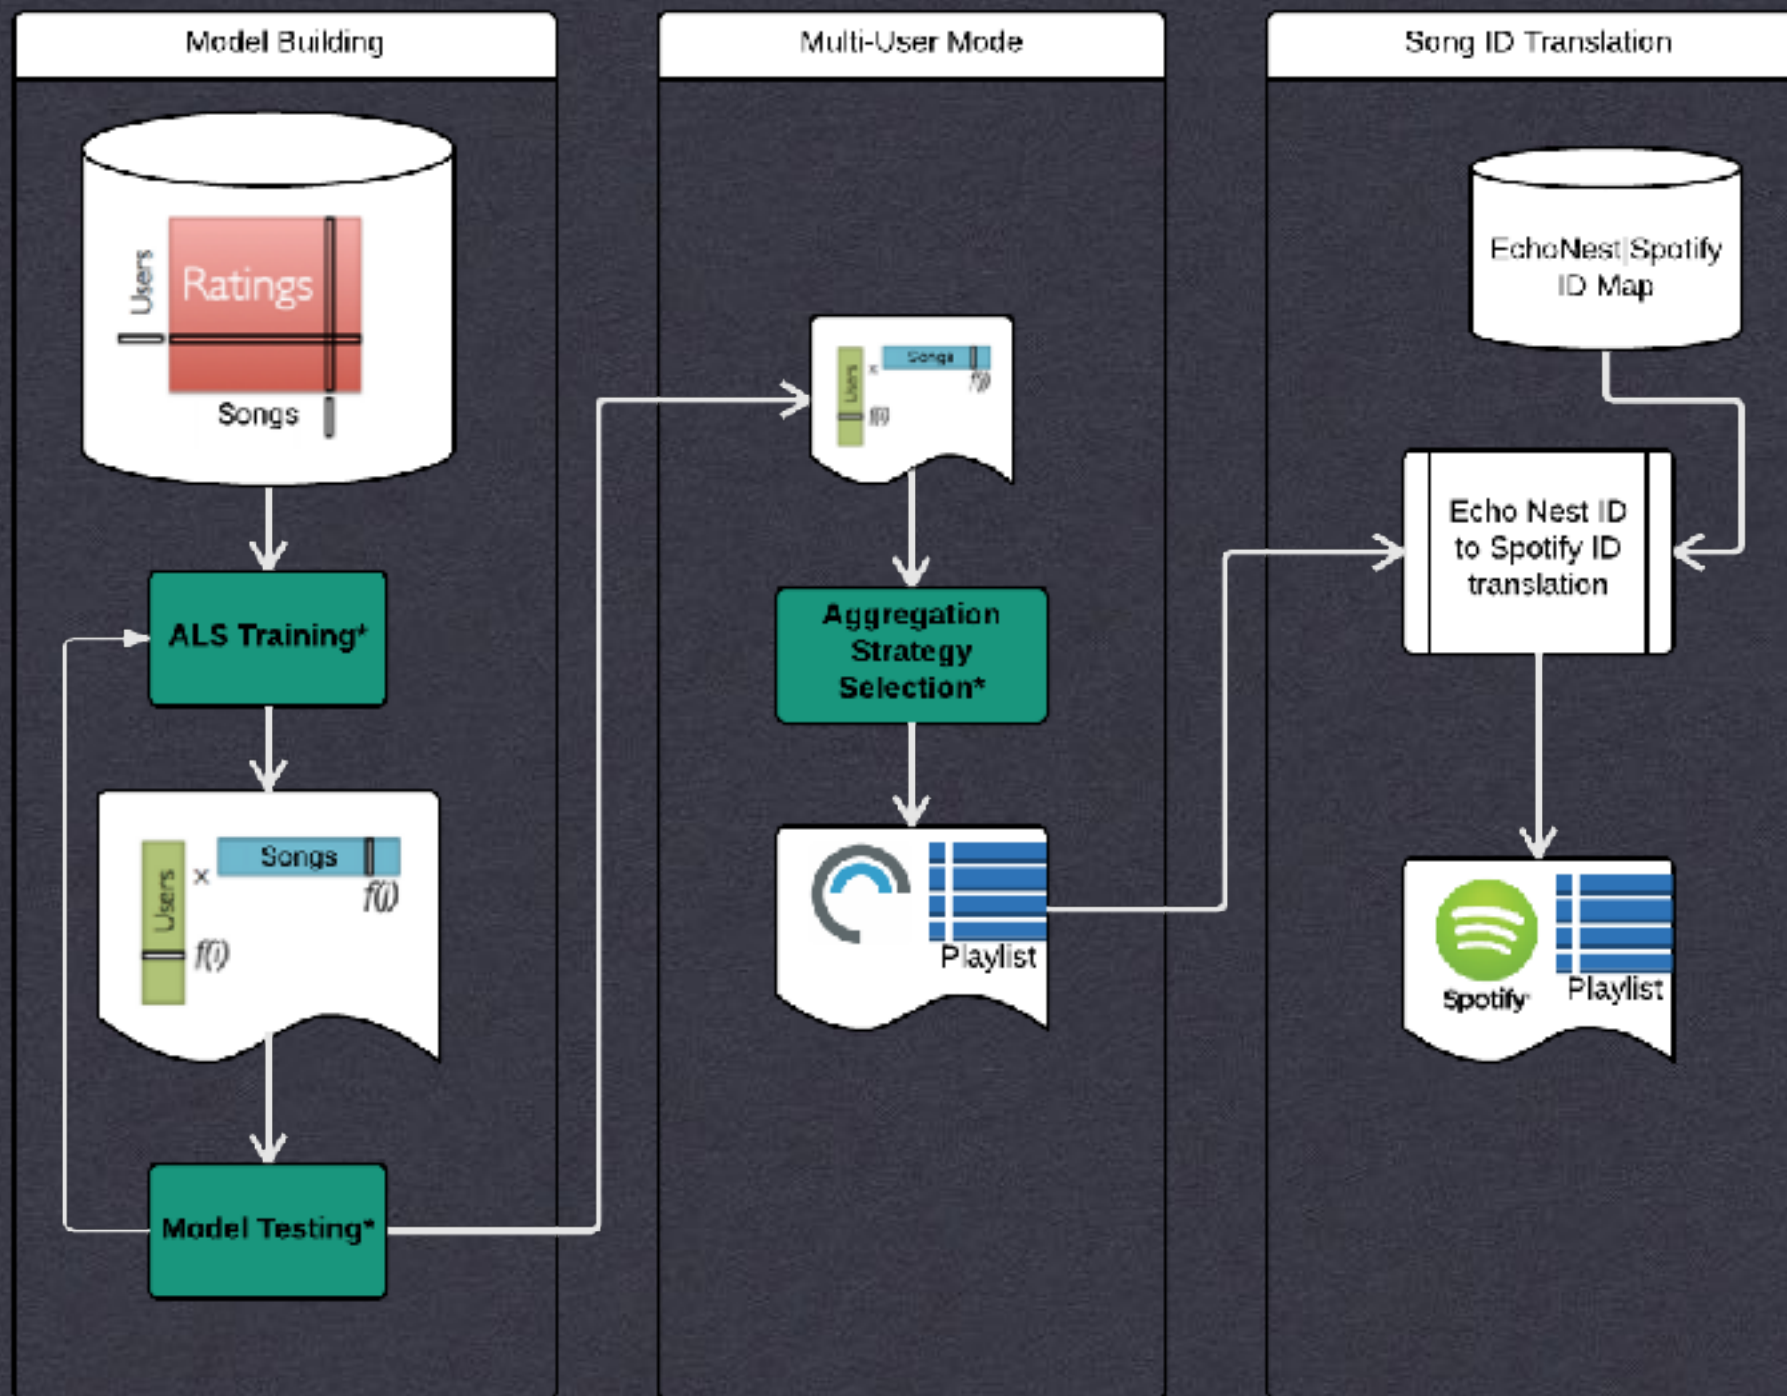 Model Building
Users
Ratings
Songs
ALS Training*
Users
x
Songs
f(j)
f(i)
Model Testing*
Multi-User Mode
Users
x
Songs
f(j)
f(i)
Aggregation
Strategy
Selection*
Playlist
Song ID Translation
EchoNest|Spotify
ID Map
Echo Nest ID
to Spotify ID
translation
Spotify
Playlist